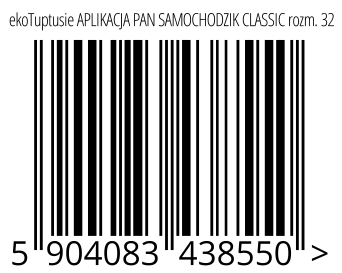 ekoTuptusie APLIKACJA PAN SAMOCHODZIK CLASSIC rozm. 32
5 904083 438550 >